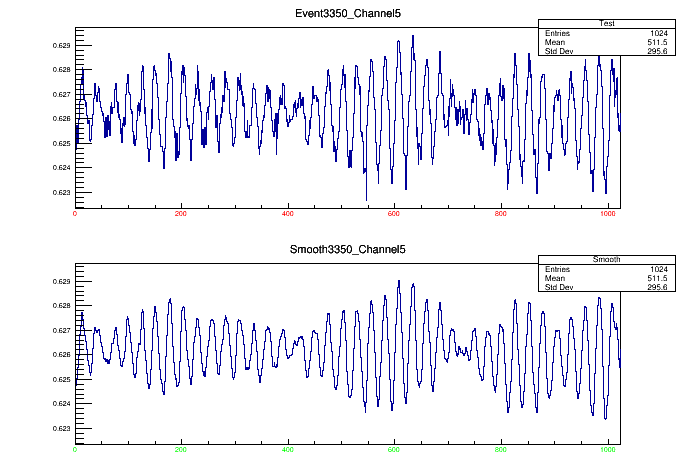 Event3350_Channel5
Test
Entries 1024
Mean 511.5
Std Dev 295.6
0.629
0.628
0.627
0.626
0.625
0.624
0.623
0 200 400 600 800 1000
Smooth3350_Channel5
Smooth
Entries 1024
Mean 511.5
Std Dev 295.6
0.629
0.628
0.627
0.626
0.625
0.624
0.623
0 200 400 600 800 1000